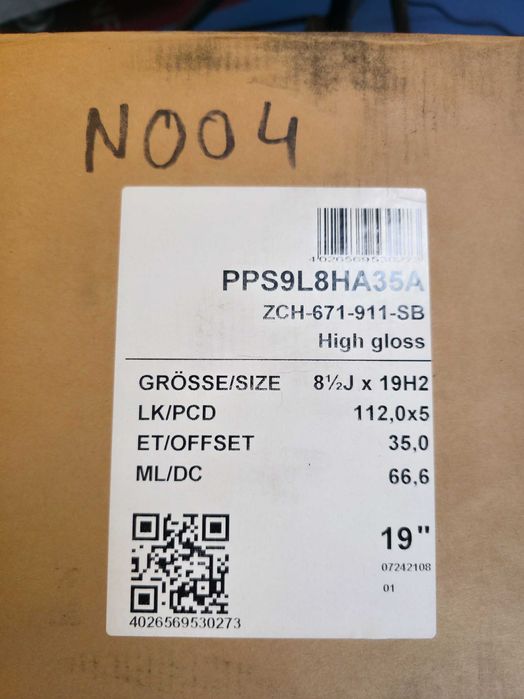 N004
4026569530273
PPS9L8HA35A
ZCH-671-911-SB
High gloss
GRÖSSE/SIZE 8½J x 19H2
LK/PCD 112,0x5
ET/OFFSET 35,0
ML/DC 66,6
19"
07242108
01
4026569530273